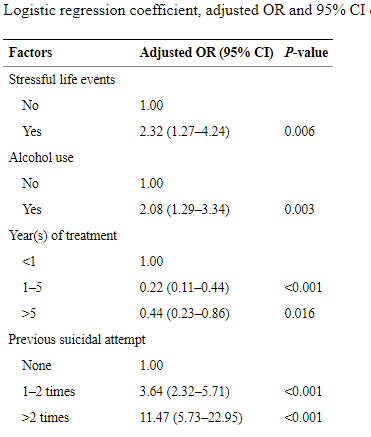 Logistic regression coefficient, adjusted OR and 95% CI
Factors Adjusted OR (95% CI) P-value
Stressful life events
No 1.00
Yes 2.32 (1.27–4.24) 0.006
Alcohol use
No 1.00
Yes 2.08 (1.29–3.34) 0.003
Year(s) of treatment
<1 1.00
1–5 0.22 (0.11–0.44) <0.001
>5 0.44 (0.23–0.86) 0.016
Previous suicidal attempt
None 1.00
1–2 times 3.64 (2.32–5.71) <0.001
>2 times 11.47 (5.73–22.95) <0.001